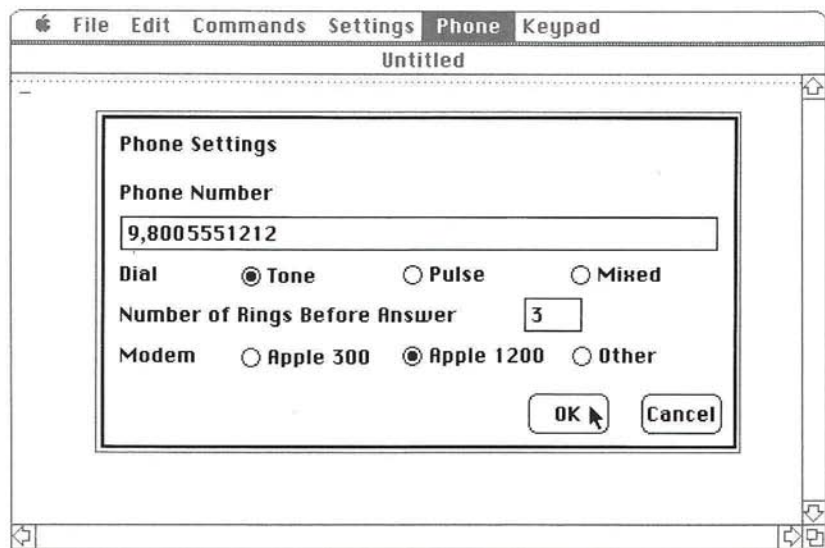 File Edit Commands Settings Phone Keypad
Untitled
Phone Settings
Phone Number
9,8005551212
Dial Tone Pulse Mixed
Number of Rings Before Answer 3
Modem Apple 300 Apple 1200 Other
OK Cancel